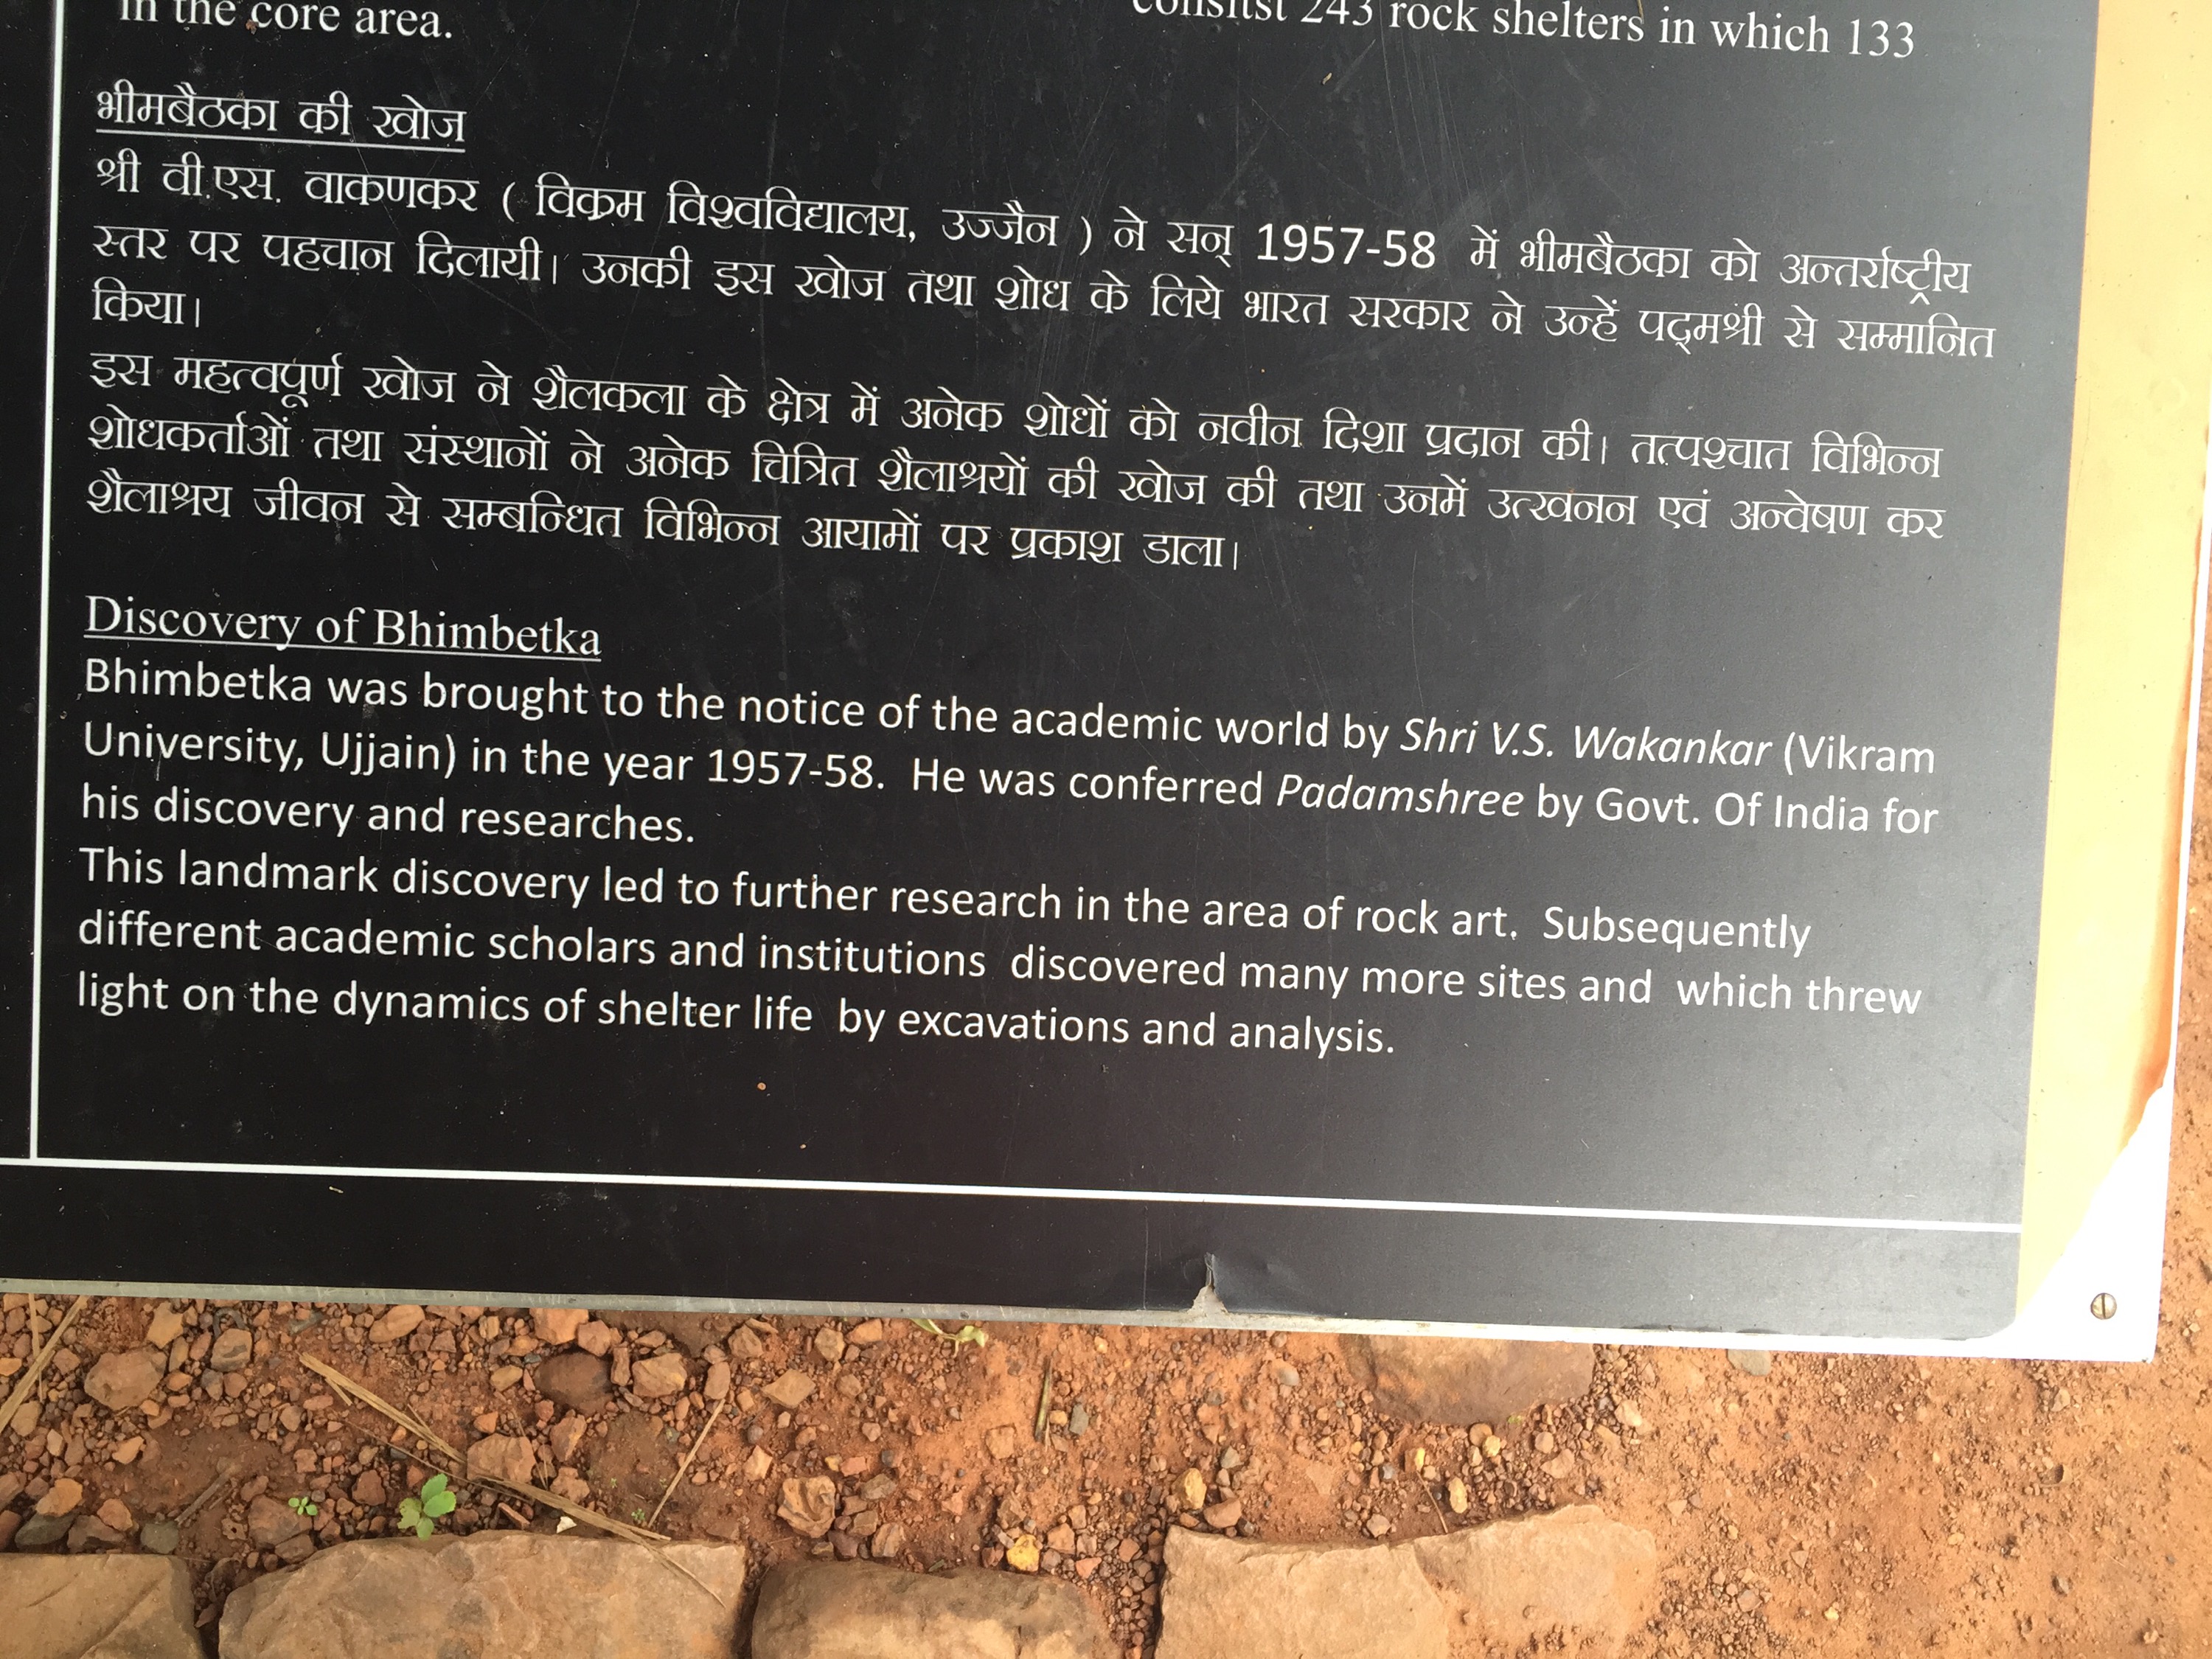 in the core area.
consitst 243 rock shelters in which 133
भीमबैठका की खोज
श्री वी.एस. वाकणकर ( विक्रम विश्वविद्यालय, उज्जैन ) ने सन् 1957-58 में भीमबैठका को अन्तर्राष्ट्रीय
स्तर पर पहचान दिलायी। उनकी इस खोज तथा शोध के लिये भारत सरकार ने उन्हें पद्मश्री से सम्मानित
किया।
इस महत्वपूर्ण खोज ने शैलकला के क्षेत्र में अनेक शोधों को नवीन दिशा प्रदान की। तत्पश्चात विभिन्न
शोधकर्ताओं तथा संस्थानों ने अनेक चित्रित शैलाश्रयों की खोज की तथा उनमें उत्खनन एवं अन्वेषण कर
शैलाश्रय जीवन से सम्बन्धित विभिन्न आयामों पर प्रकाश डाला।
Discovery of Bhimbetka
Bhimbetka was brought to the notice of the academic world by Shri V.S. Wakankar (Vikram
University, Ujjain) in the year 1957-58. He was conferred Padamshree by Govt. Of India for
his discovery and researches.
This landmark discovery led to further research in the area of rock art. Subsequently
different academic scholars and institutions discovered many more sites and which threw
light on the dynamics of shelter life by excavations and analysis.